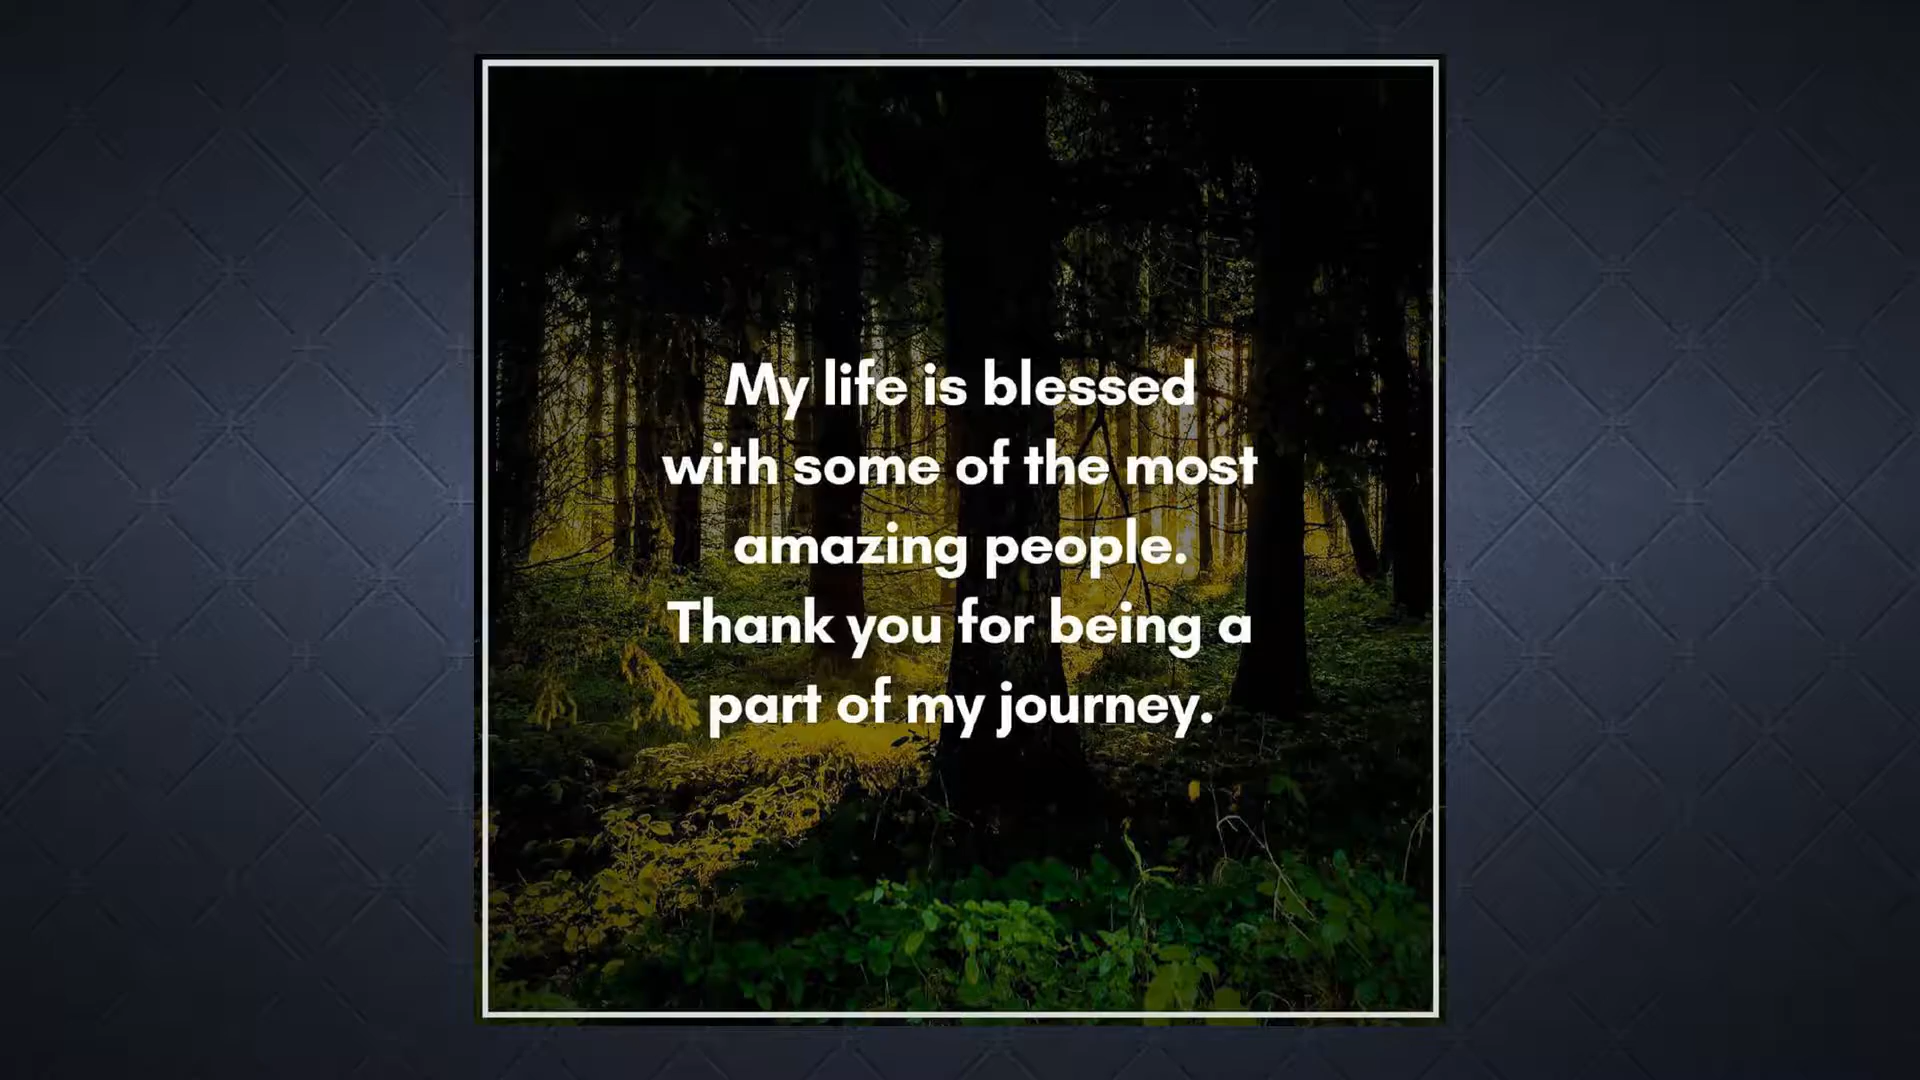 My life is blessed
with some of the most
amazing people.
Thank you for being a
part of my journey.